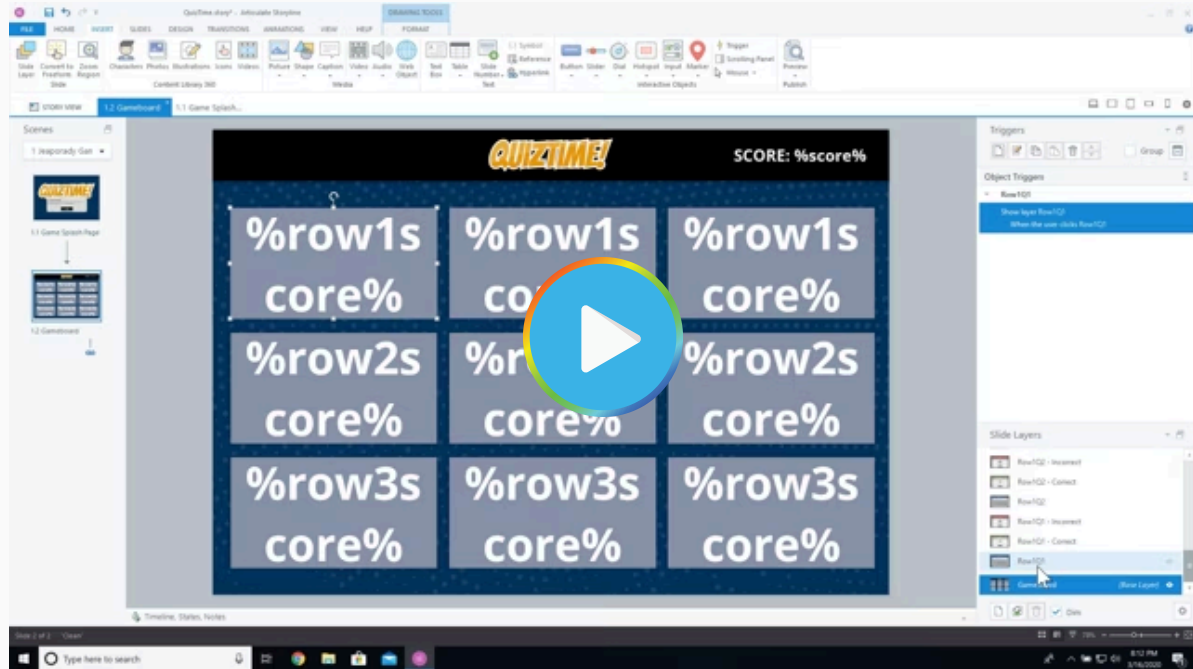 QuizTime.story* - Articulate Storyline
DRAWING TOOLS
FILE HOME INSERT SLIDES DESIGN TRANSITIONS ANIMATIONS VIEW HELP FORMAT
Slide Layer
Convert to Freeform
Zoom Region
Characters Photos Illustrations Icons Videos
Picture Shape Caption Video Audio Web Object
Text Box
Table
Slide Number
Symbol
Reference
Hyperlink
Button Slider Dial Hotspot Input Marker
Trigger
Scrolling Panel
Mouse
Preview
Slide
Content Library 360
Media
Text
Interactive Objects
Publish
STORY VIEW
1.2 Gameboard
1.1 Game Splash...
Scenes
1 Jeaporady Gan
QUIZTIME!
1.1 Game Splash Page
1.2 Gameboard
QUIZTIME!
SCORE: %score%
%row1s
core%
%row1s
co
%row1s
core%
%row2s
core%
core%
%row2s
core%
%row3s
core%
%row3s
core%
%row3s
core%
Triggers
Group
Object Triggers
Row1Q1
Show layer Row1Q1
When the user clicks Row1Q1
Slide Layers
Row1Q2 - Incorrect
Row1Q2 - Correct
Row1Q2
Row1Q1 - Incorrect
Row1Q1 - Correct
Row1Q1
(Base Layer)
Dim
Timeline, States, Notes
Slide 2 of 2
'Clean'
78%
Type here to search
8:12 PM
3/16/2020